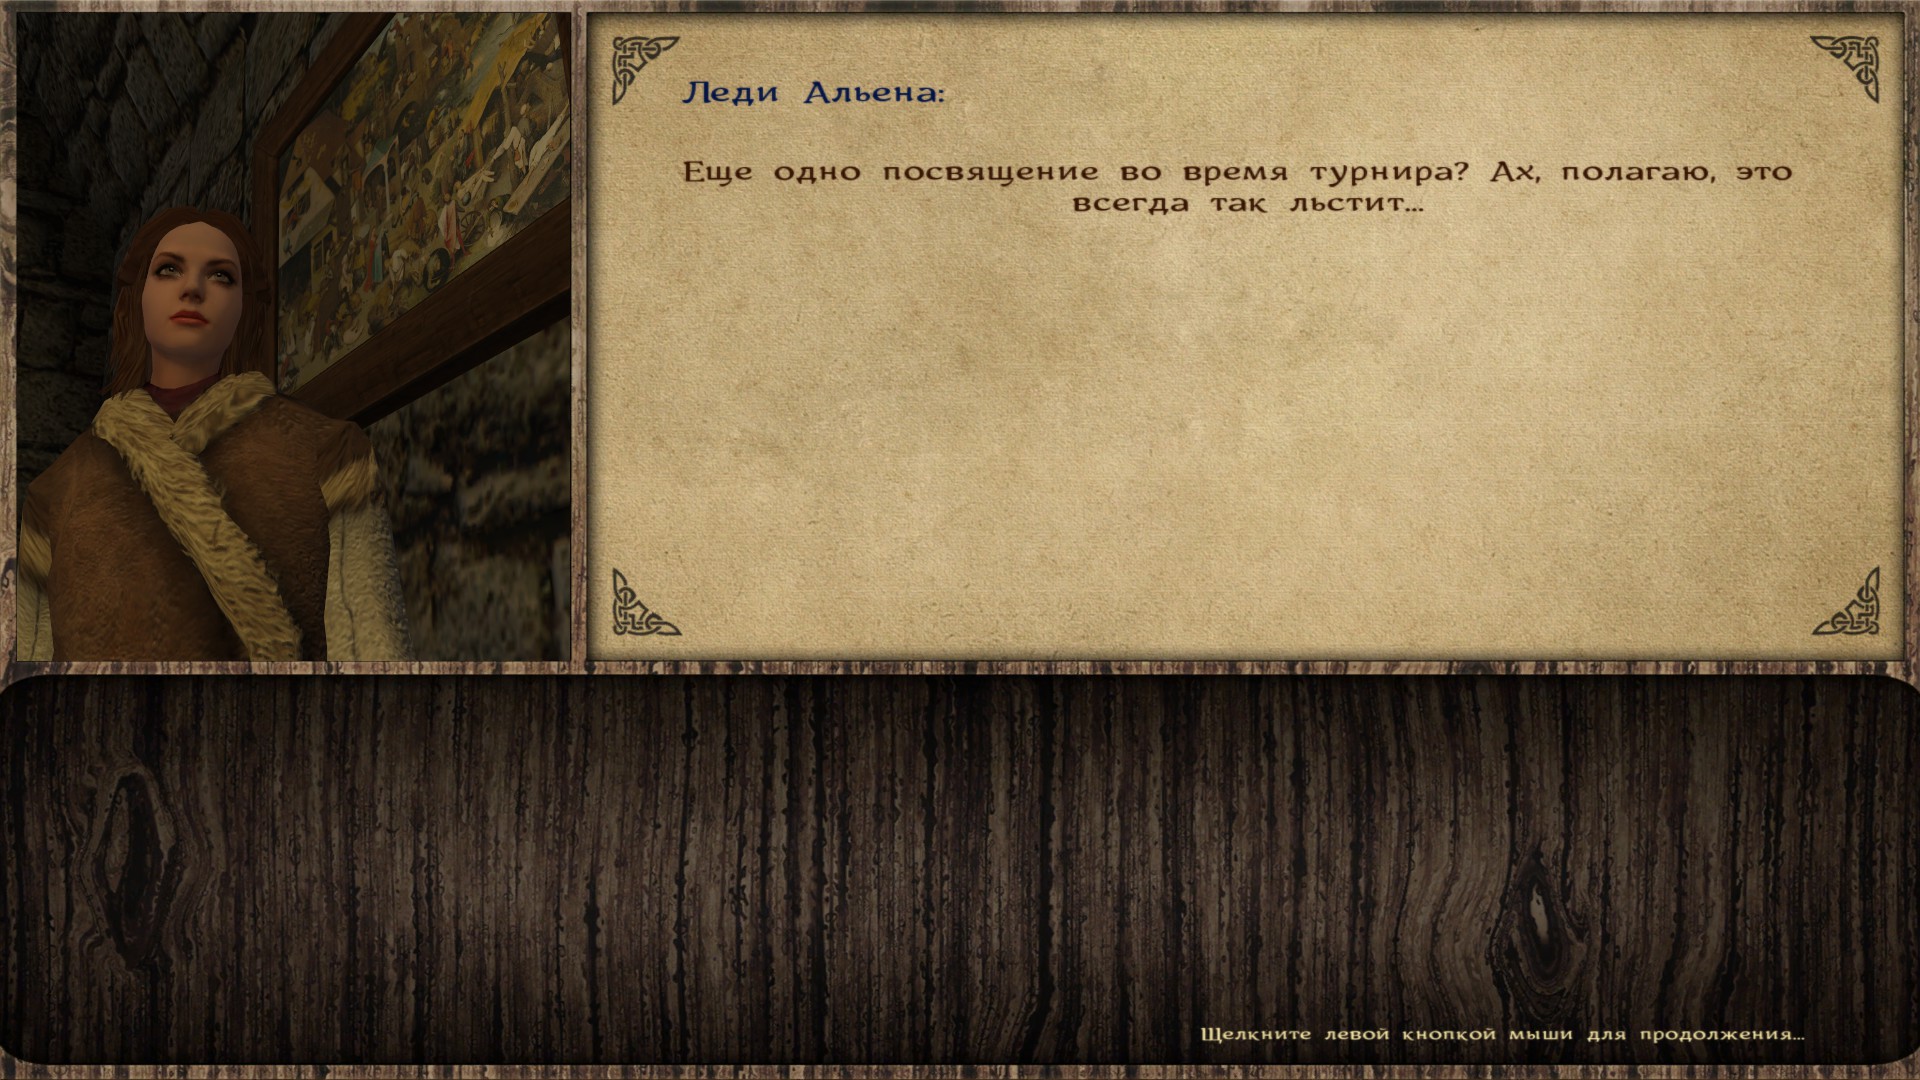 Леди Альена:
Еще одно посвящение во время турнира? Ах, полагаю, это
всегда так льстит...
Щелкните левой кнопкой мыши для продолжения...